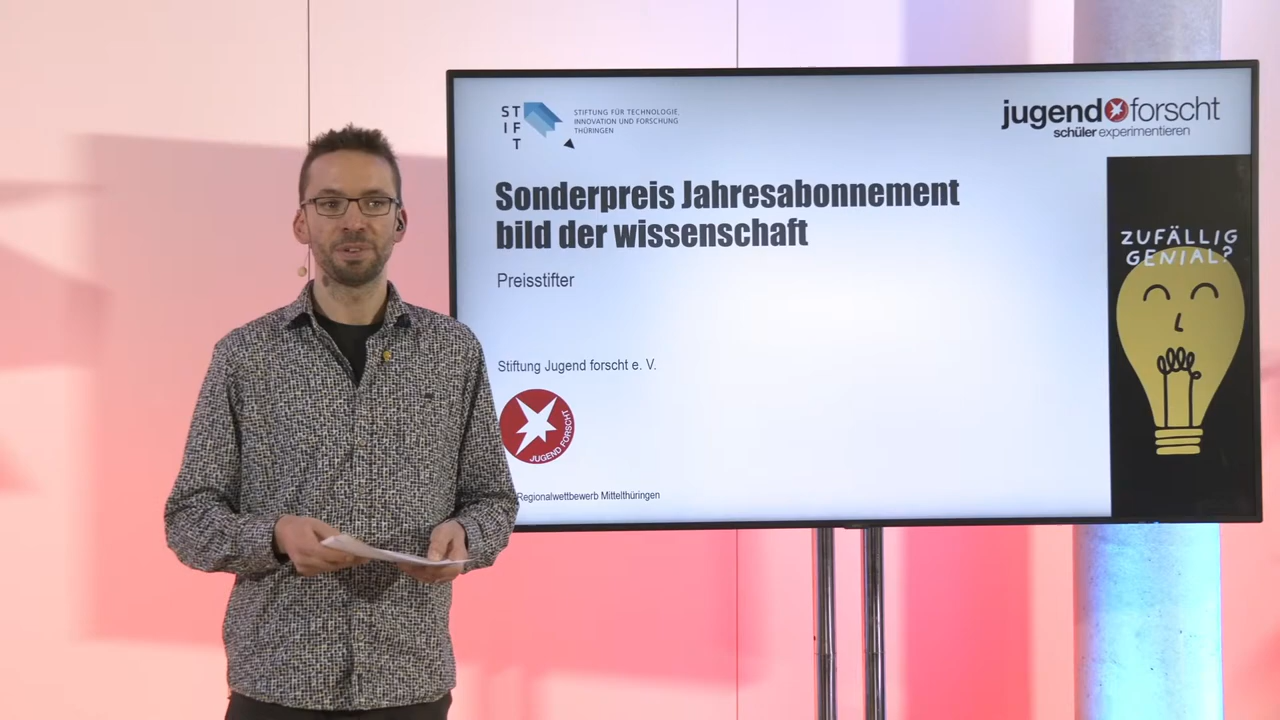 ST
IF
T
STIFTUNG FÜR TECHNOLOGIE,
INNOVATION UND FORSCHUNG
THÜRINGEN
jugend forscht
schüler experimentieren
Sonderpreis Jahresabonnement
bild der wissenschaft
Preisstifter
ZUFÄLLIG
GENIAL?
Stiftung Jugend forscht e. V.
JUGEND FORSCHT
Regionalwettbewerb Mittelthüringen